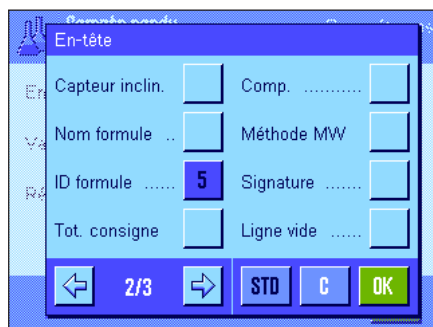 En-tête
Capteur inclin.
Comp. ...........
Nom formule ..
Méthode MW
ID formule ...... 5
Signature .......
Tot. consigne
Ligne vide ......
2/3 STD C OK